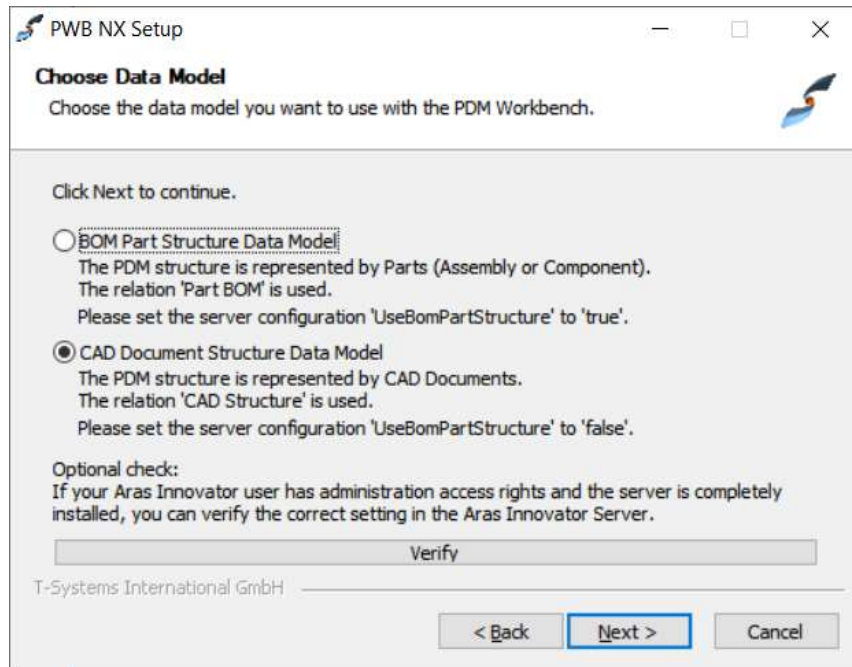 PWB NX Setup
Choose Data Model
Choose the data model you want to use with the PDM Workbench.
Click Next to continue.
BOM Part Structure Data Model
The PDM structure is represented by Parts (Assembly or Component).
The relation 'Part BOM' is used.
Please set the server configuration 'UseBomPartStructure' to 'true'.
CAD Document Structure Data Model
The PDM structure is represented by CAD Documents.
The relation 'CAD Structure' is used.
Please set the server configuration 'UseBomPartStructure' to 'false'.
Optional check:
If your Aras Innovator user has administration access rights and the server is completely
installed, you can verify the correct setting in the Aras Innovator Server.
Verify
T-Systems International GmbH
< Back
Next >
Cancel